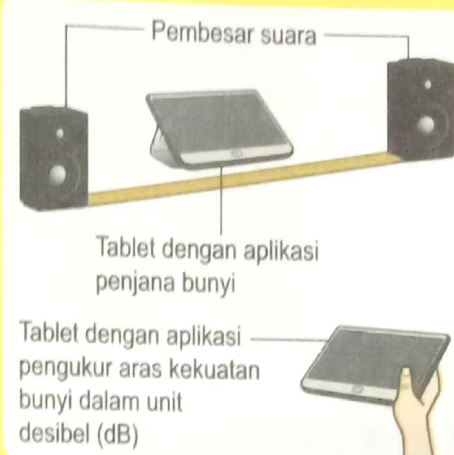 Pembesar suara
Tablet dengan aplikasi
penjana bunyi
Tablet dengan aplikasi
pengukur aras kekuatan
bunyi dalam unit
desibel (dB)